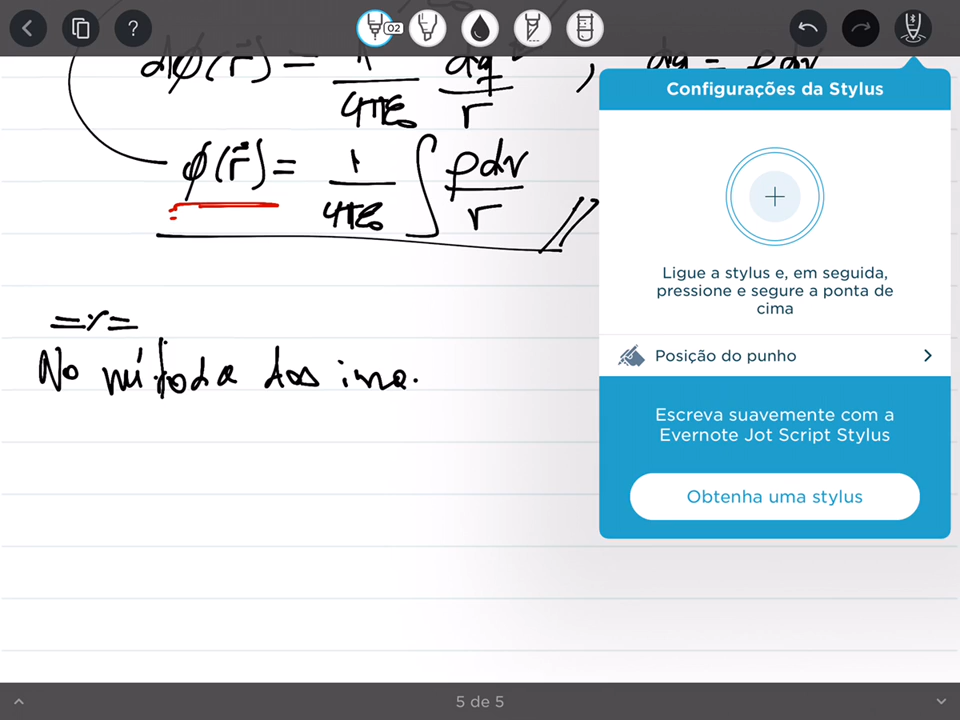 02
?
dϕ(r⃗) = 1/4πε₀ dq/r , dq = ρdv
Configurações da Stylus
ϕ(r⃗) = 1/4πε₀ ∫ ρdv/r //
Ligue a stylus e, em seguida,
pressione e segure a ponta de
cima
=〃=
No método das ima.
Posição do punho
Escreva suavemente com a
Evernote Jot Script Stylus
Obtenha uma stylus
5 de 5